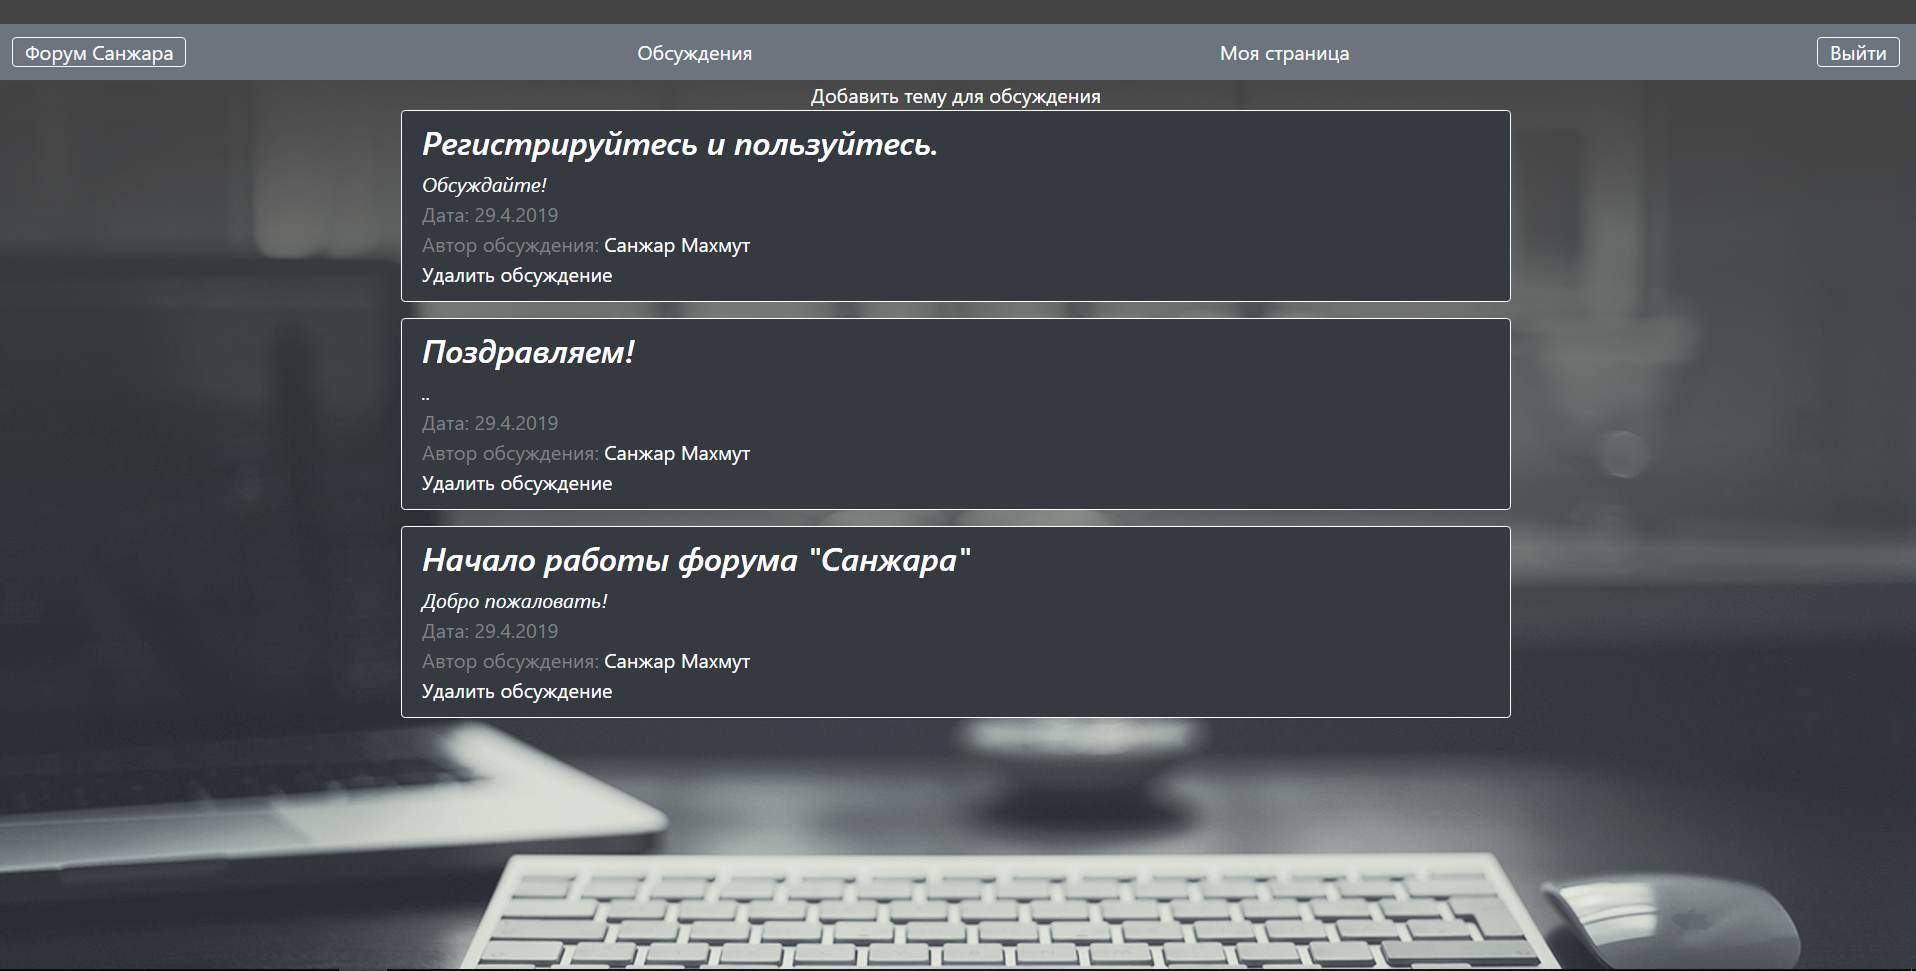 Форум Санжара
Обсуждения
Моя страница
Выйти
Добавить тему для обсуждения
Регистрируйтесь и пользуйтесь.
Обсуждайте!
Дата: 29.4.2019
Автор обсуждения: Санжар Махмут
Удалить обсуждение
Поздравляем!
..
Дата: 29.4.2019
Автор обсуждения: Санжар Махмут
Удалить обсуждение
Начало работы форума "Санжара"
Добро пожаловать!
Дата: 29.4.2019
Автор обсуждения: Санжар Махмут
Удалить обсуждение